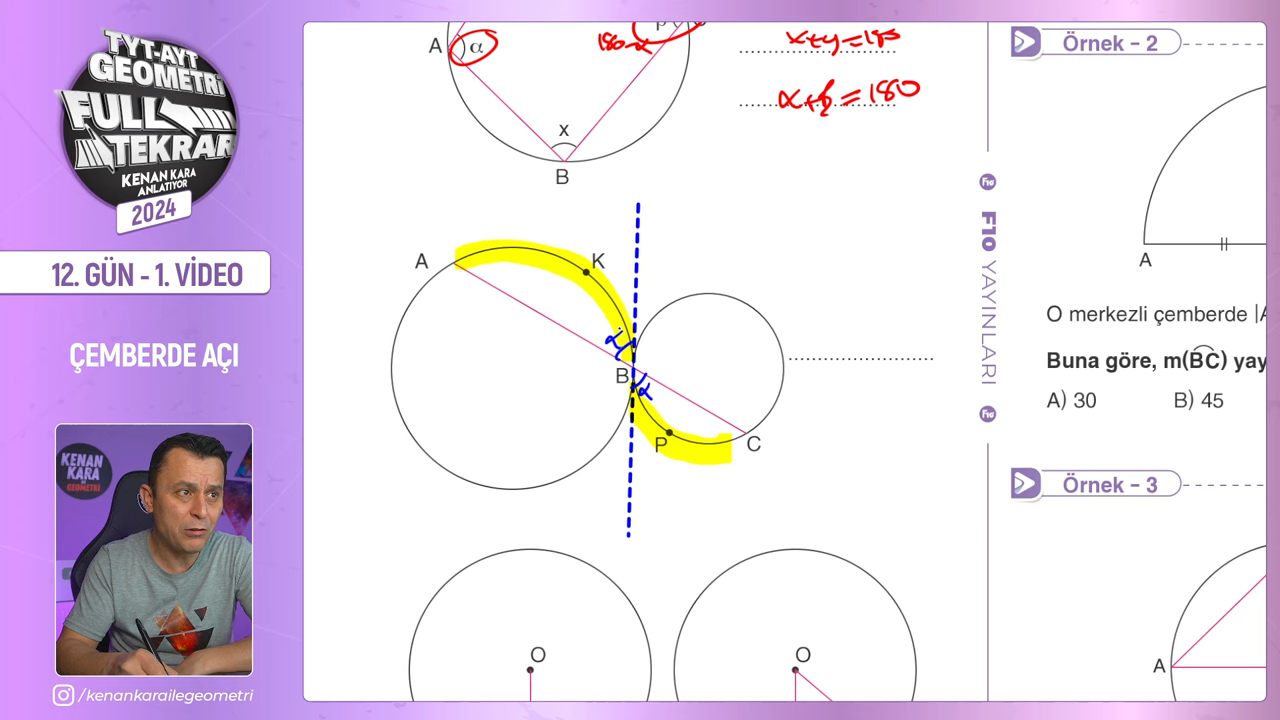 TYT-AYT
GEOMETRİ
FULL
TEKRAR
KENAN KARA
ANLATIYOR
2024
12. GÜN - 1. VİDEO
ÇEMBERDE AÇI
KENAN
KARA
GEOMETRİ
/kenankarailegeometri
A
α
180-α
x
B
x+y=180
α+β=180
A
K
α
B
α
P
C
O
O
F10 YAYINLARI
Örnek - 2
A
O merkezli çemberde |A
Buna göre, m(BC) yay
A) 30
B) 45
Örnek - 3
A